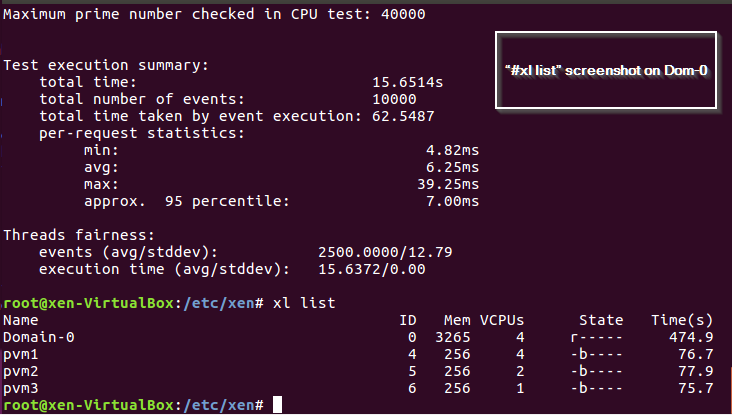 Maximum prime number checked in CPU test: 40000
"#xl list" screenshot on Dom-0
Test execution summary:
total time: 15.6514s
total number of events: 10000
total time taken by event execution: 62.5487
per-request statistics:
min: 4.82ms
avg: 6.25ms
max: 39.25ms
approx.  95 percentile: 7.00ms
Threads fairness:
events (avg/stddev): 2500.0000/12.79
execution time (avg/stddev): 15.6372/0.00
root@xen-VirtualBox:/etc/xen# xl list
Name ID Mem VCPUs State Time(s)
Domain-0 0 3265 4 r----- 474.9
pvm1 4 256 4 -b---- 76.7
pvm2 5 256 2 -b---- 77.9
pvm3 6 256 1 -b---- 75.7
root@xen-VirtualBox:/etc/xen#